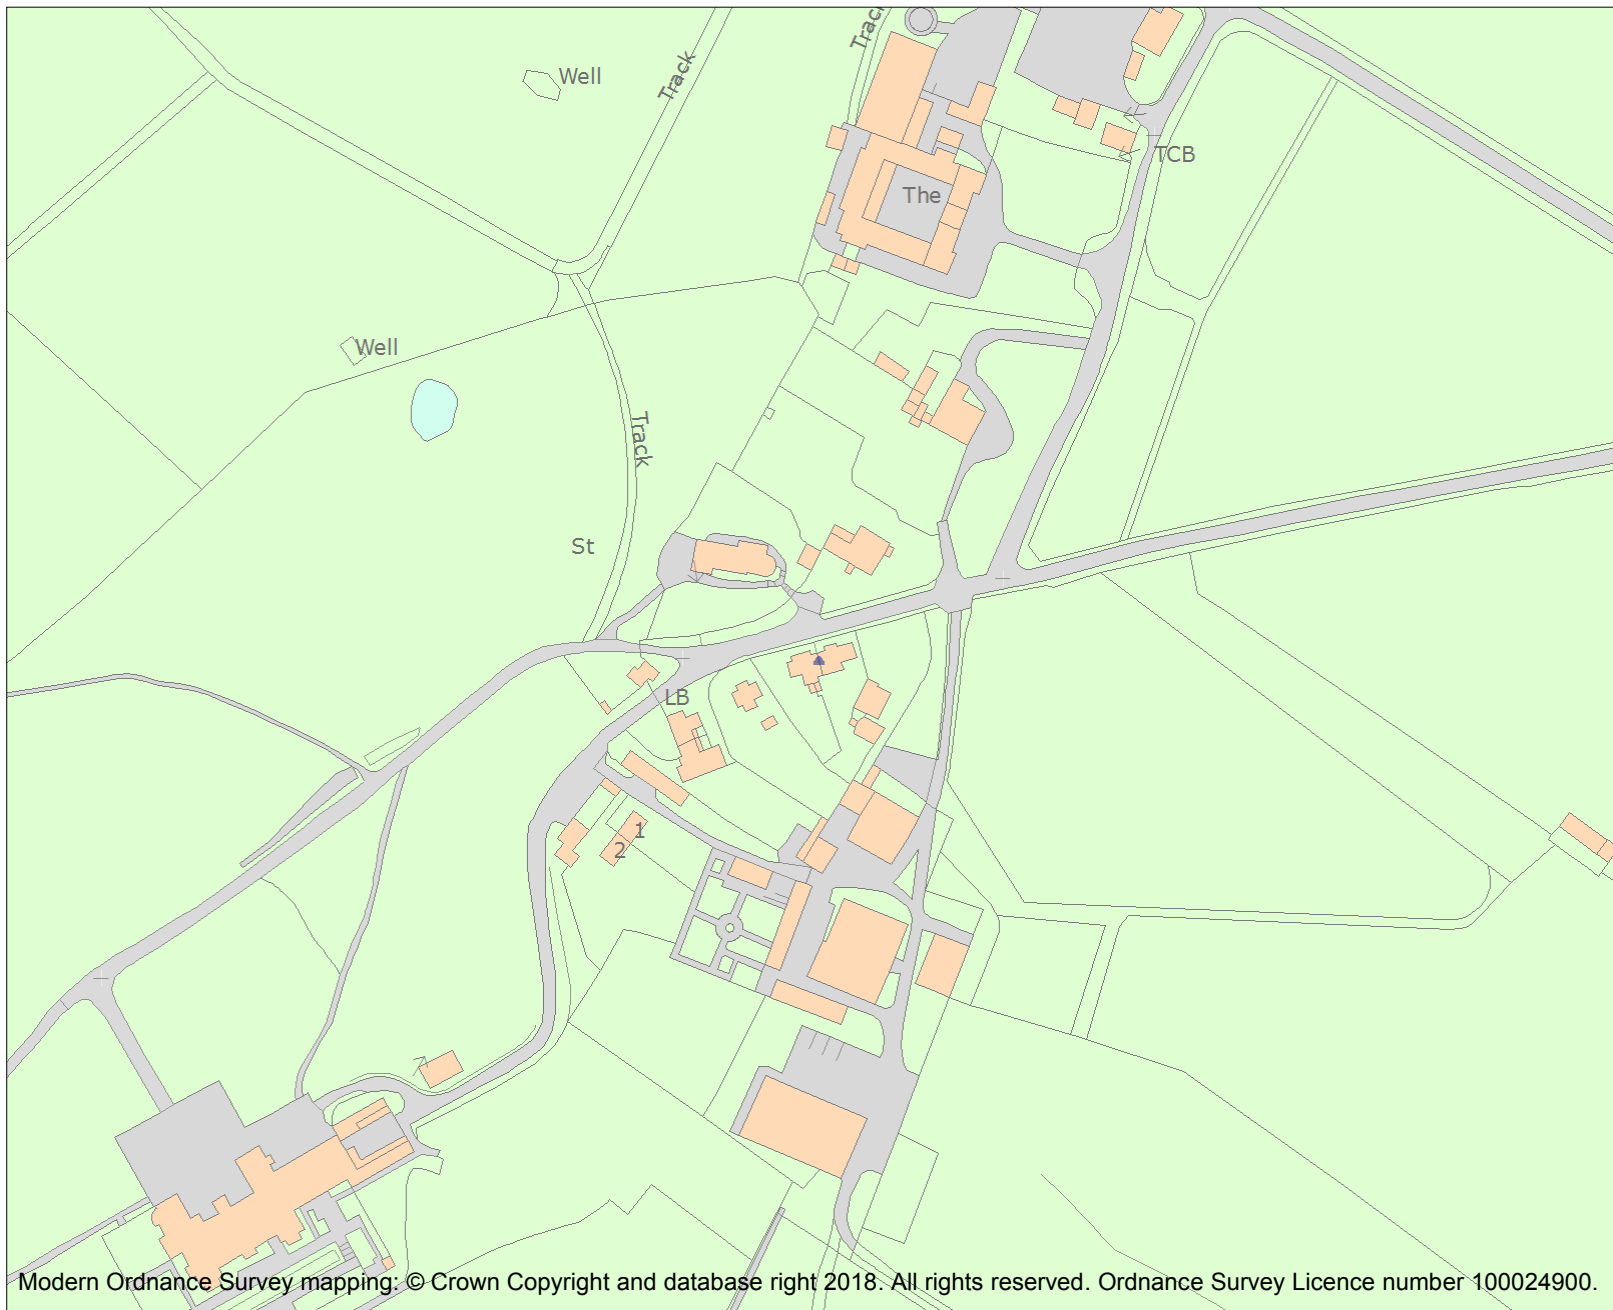 Track
Well
Track
TCB
The
Well
Track
St
LB
1
2
Modern Ordnance Survey mapping: © Crown Copyright and database right 2018. All rights reserved. Ordnance Survey Licence number 100024900.